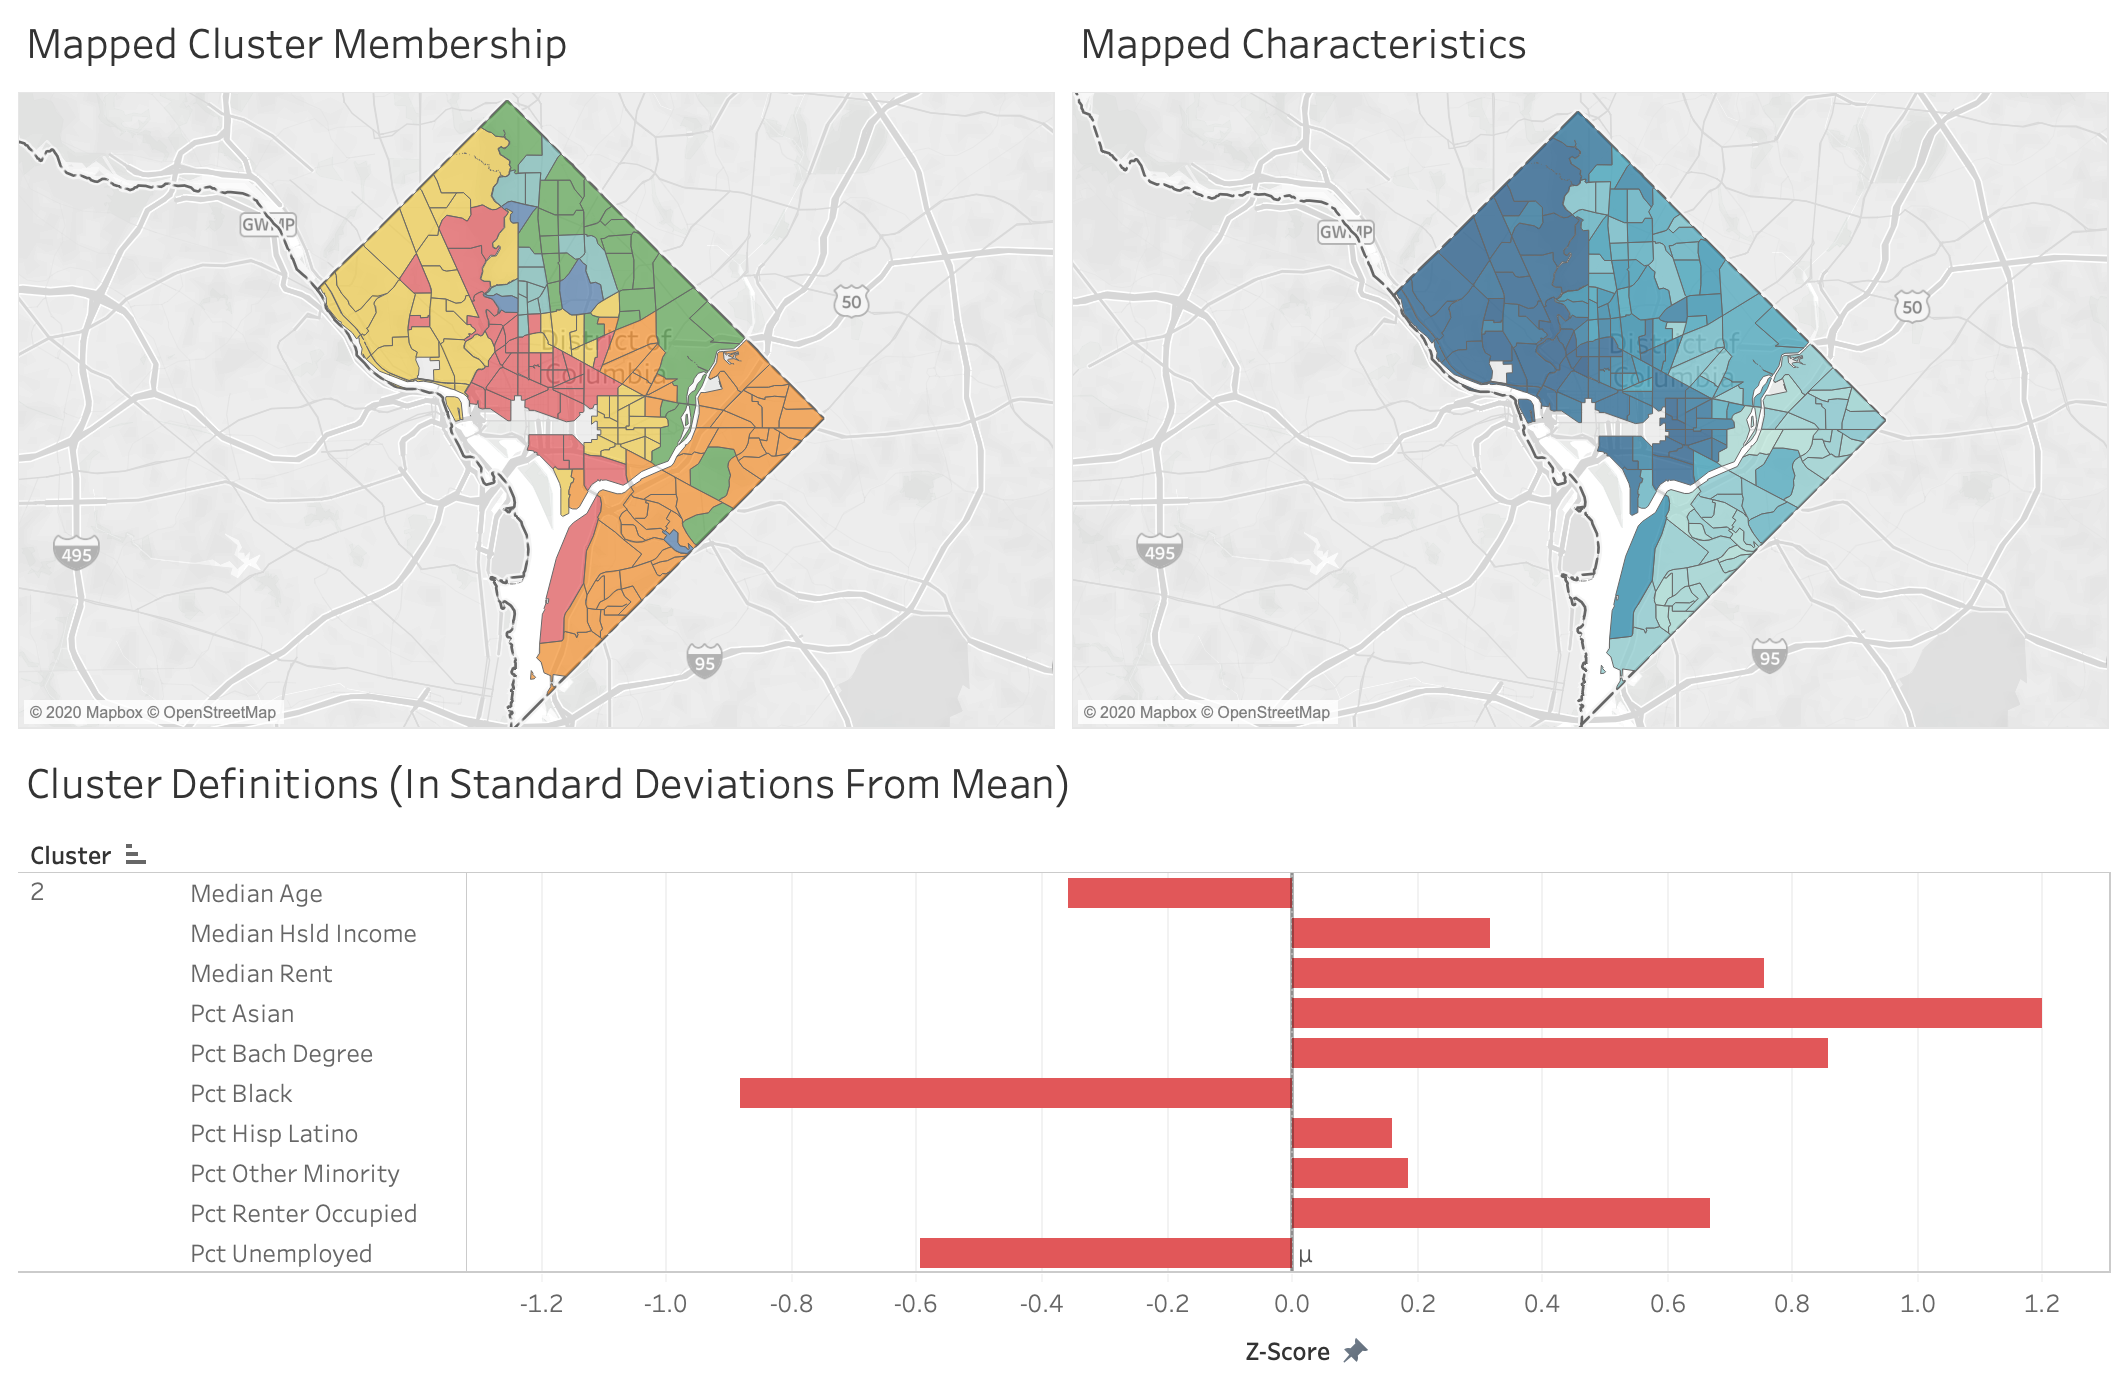 Mapped Cluster Membership
Mapped Characteristics
GWMP
50
District of
Columbia
495
95
© 2020 Mapbox © OpenStreetMap
GWMP
50
District of
Columbia
495
95
© 2020 Mapbox © OpenStreetMap
Cluster Definitions (In Standard Deviations From Mean)
Cluster
2
Median Age
Median Hsld Income
Median Rent
Pct Asian
Pct Bach Degree
Pct Black
Pct Hisp Latino
Pct Other Minority
Pct Renter Occupied
Pct Unemployed
μ
-1.2 -1.0 -0.8 -0.6 -0.4 -0.2 0.0 0.2 0.4 0.6 0.8 1.0 1.2
Z-Score